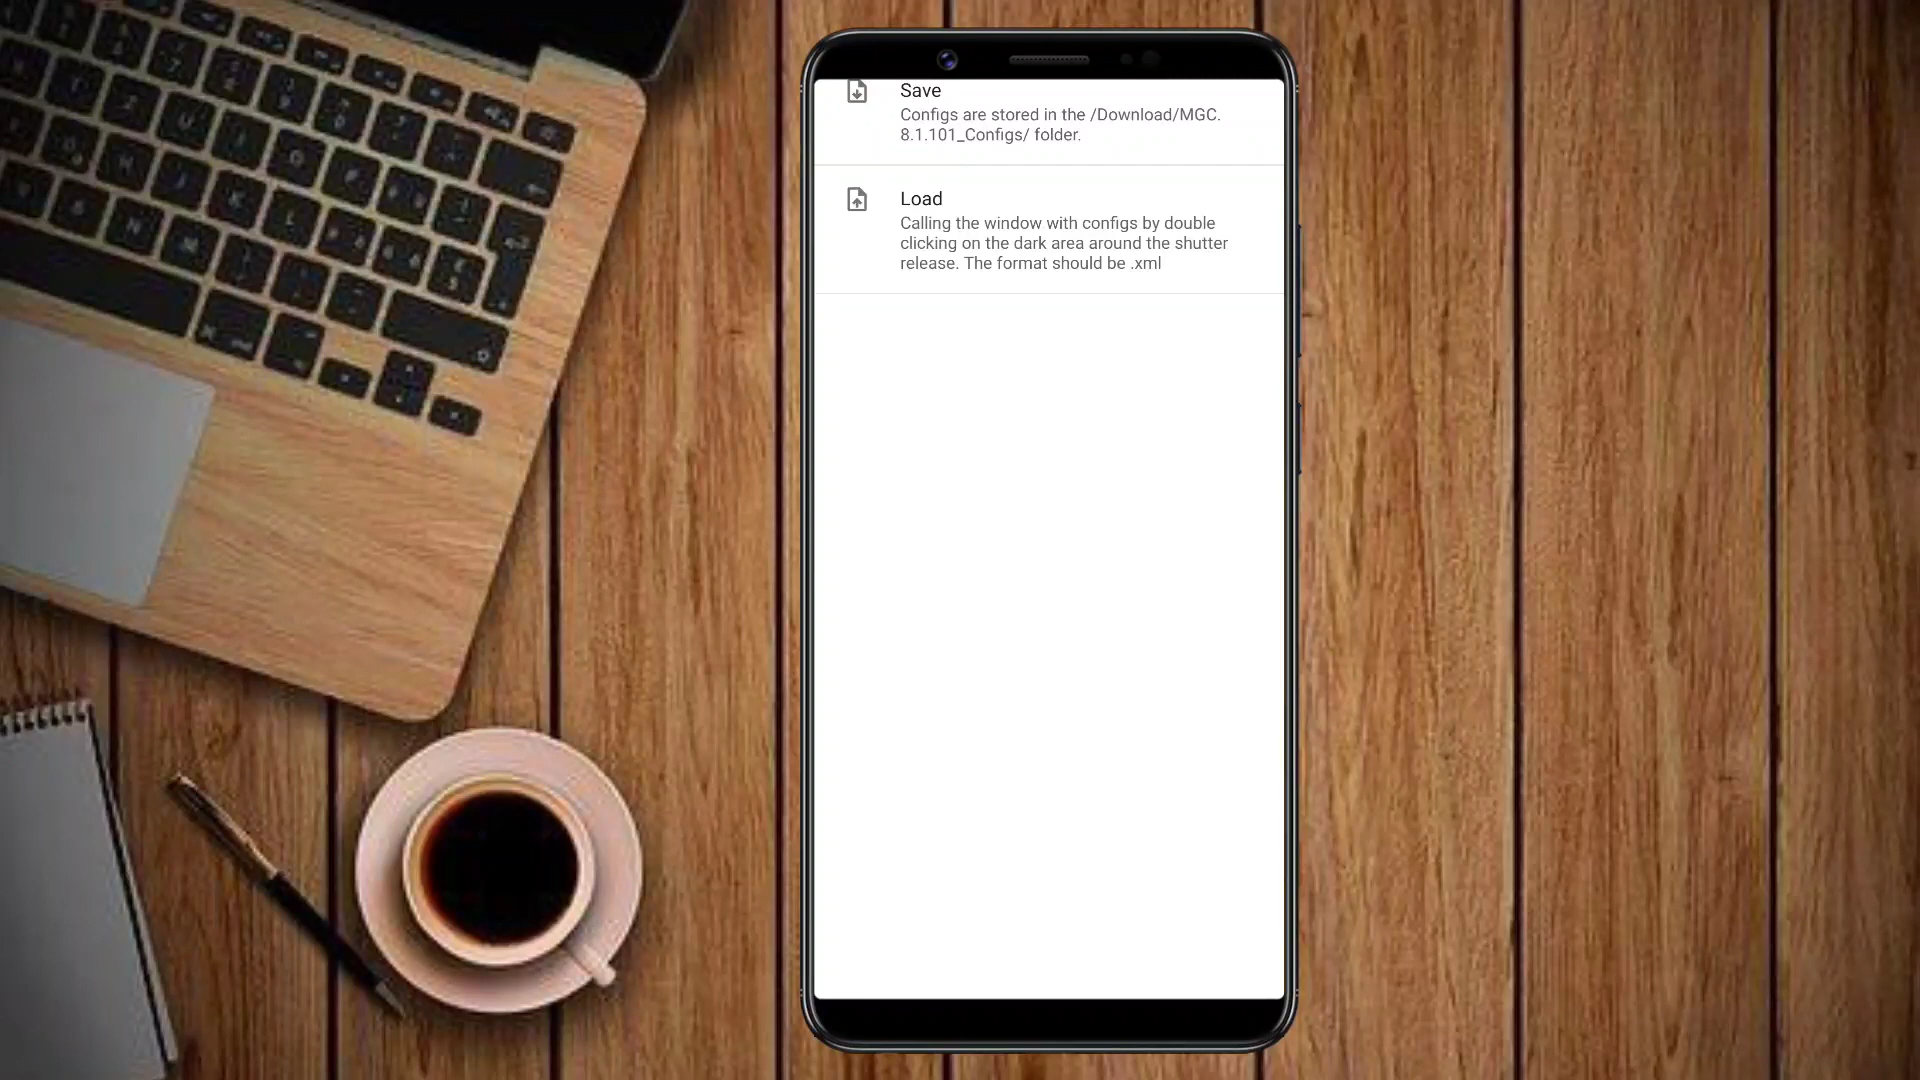 Save
Configs are stored in the /Download/MGC.
8.1.101_Configs/ folder.
Load
Calling the window with configs by double
clicking on the dark area around the shutter
release. The format should be .xml